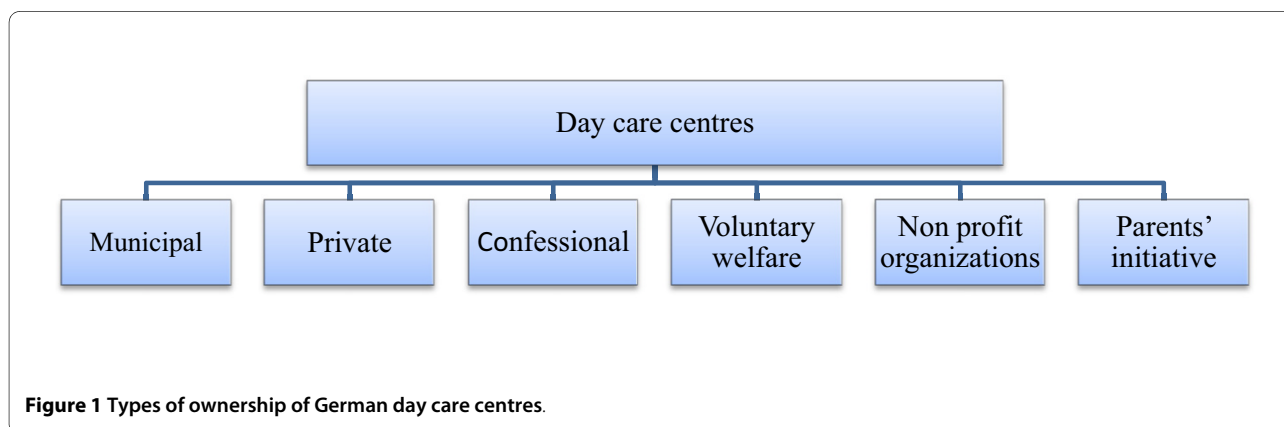 Day care centres
Municipal
Private
Confessional
Voluntary
welfare
Non profit
organizations
Parents’
initiative
Figure 1 Types of ownership of German day care centres.